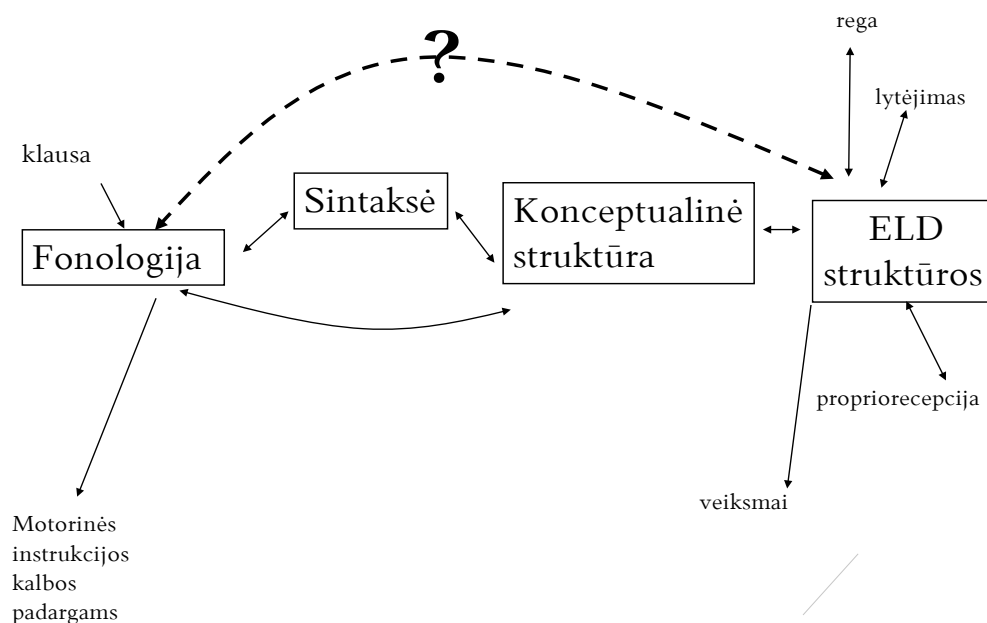 ?
rega
lytėjimas
klausa
Sintaksė
Konceptualinė
struktūra
Fonologija
ELD
struktūros
propriorecepcija
veiksmai
Motorinės
instrukcijos
kalbos
padargams